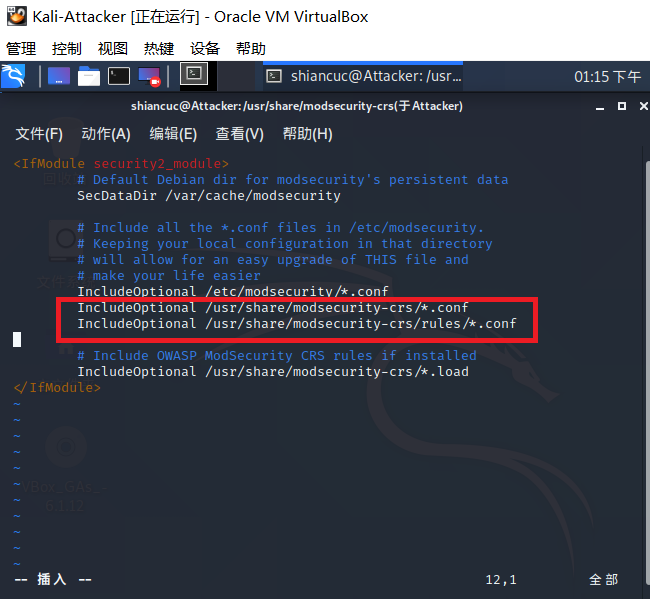 Kali-Attacker [正在运行] - Oracle VM VirtualBox
管理 控制 视图 热键 设备 帮助
shiancuc@Attacker: /usr... 01:15 下午
shiancuc@Attacker: /usr/share/modsecurity-crs(于 Attacker)
文件(F) 动作(A) 编辑(E) 查看(V) 帮助(H)
<IfModule security2_module>
# Default Debian dir for modsecurity's persistent data
SecDataDir /var/cache/modsecurity
# Include all the *.conf files in /etc/modsecurity.
# Keeping your local configuration in that directory
# will allow for an easy upgrade of THIS file and
# make your life easier
IncludeOptional /etc/modsecurity/*.conf
IncludeOptional /usr/share/modsecurity-crs/*.conf
IncludeOptional /usr/share/modsecurity-crs/rules/*.conf
# Include OWASP ModSecurity CRS rules if installed
IncludeOptional /usr/share/modsecurity-crs/*.load
</IfModule>
~
~
~
~
~
~
~
~
~
~
~
-- 插入 -- 12,1 全部